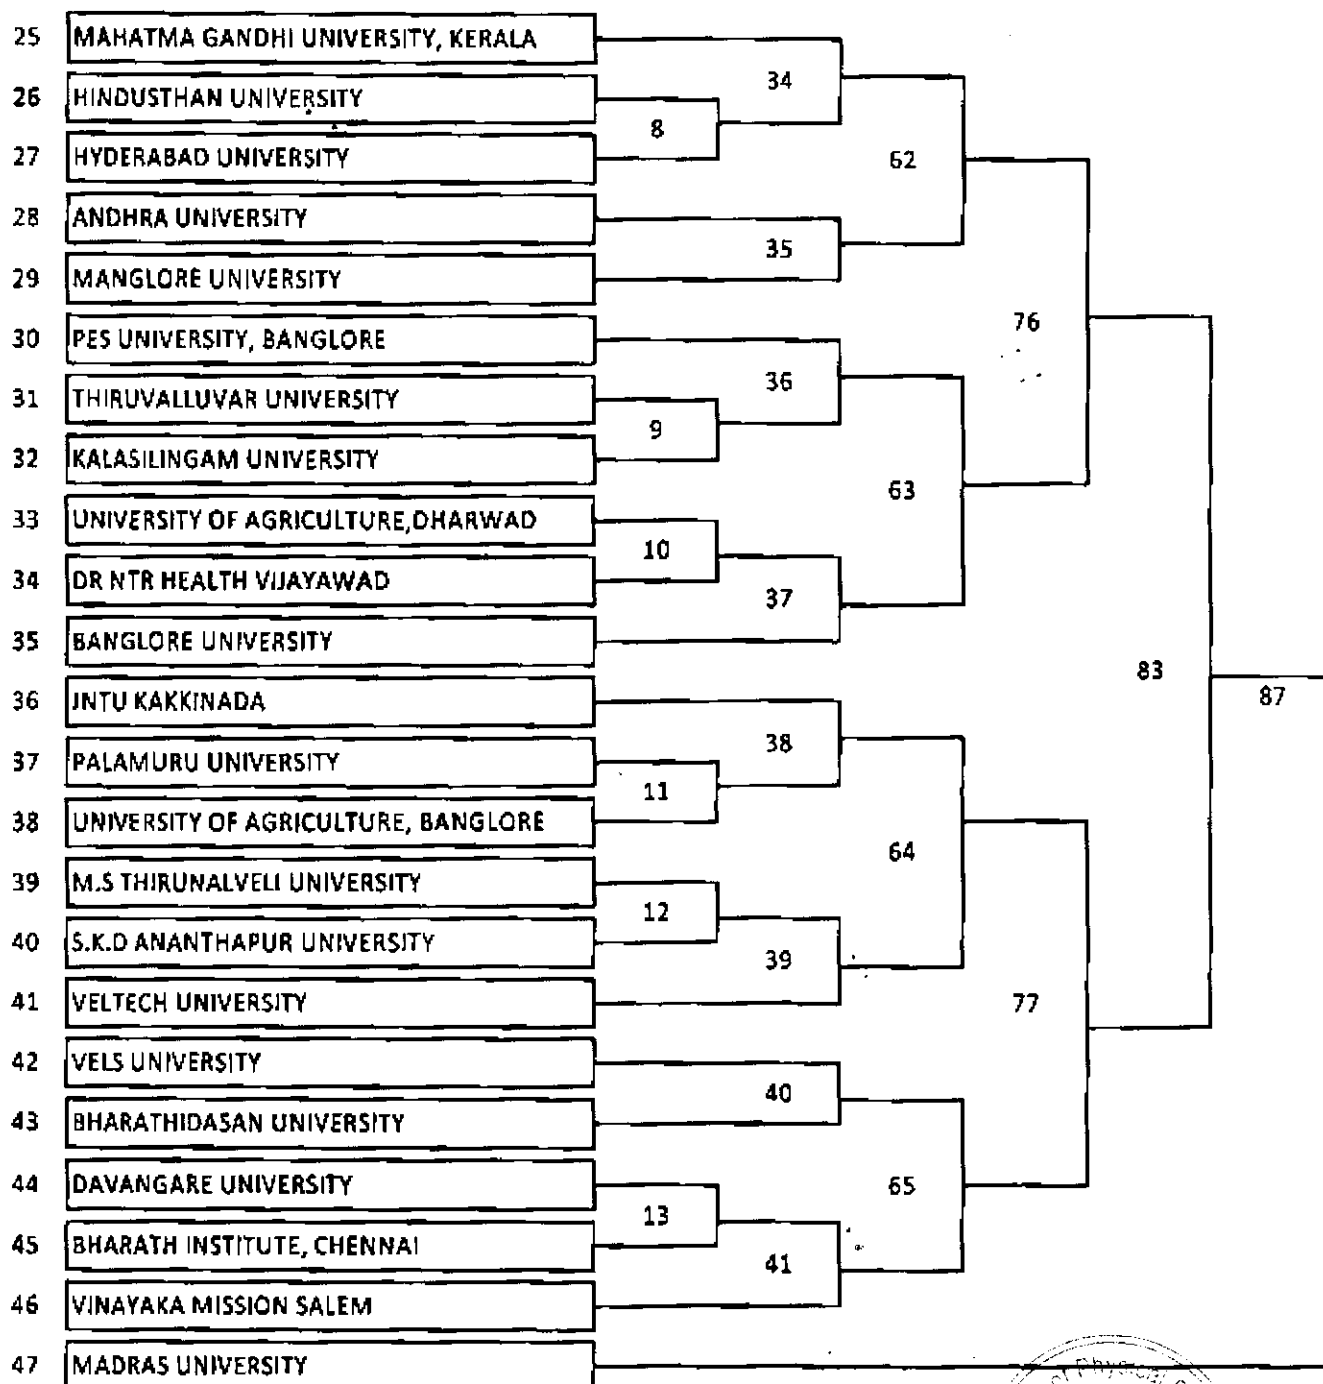 25 MAHATMA GANDHI UNIVERSITY, KERALA
34
26 HINDUSTHAN UNIVERSITY
8
27 HYDERABAD UNIVERSITY
62
28 ANDHRA UNIVERSITY
35
29 MANGLORE UNIVERSITY
76
30 PES UNIVERSITY, BANGLORE
36
31 THIRUVALLUVAR UNIVERSITY
9
32 KALASILINGAM UNIVERSITY
63
33 UNIVERSITY OF AGRICULTURE,DHARWAD
10
34 DR NTR HEALTH VIJAYAWAD
37
35 BANGLORE UNIVERSITY
83
87
36 JNTU KAKKINADA
38
37 PALAMURU UNIVERSITY
11
38 UNIVERSITY OF AGRICULTURE, BANGLORE
64
39 M.S THIRUNALVELI UNIVERSITY
12
40 S.K.D ANANTHAPUR UNIVERSITY
39
41 VELTECH UNIVERSITY
77
42 VELS UNIVERSITY
40
43 BHARATHIDASAN UNIVERSITY
44 DAVANGARE UNIVERSITY
65
13
45 BHARATH INSTITUTE, CHENNAI
41
46 VINAYAKA MISSION SALEM
47 MADRAS UNIVERSITY
of Physical